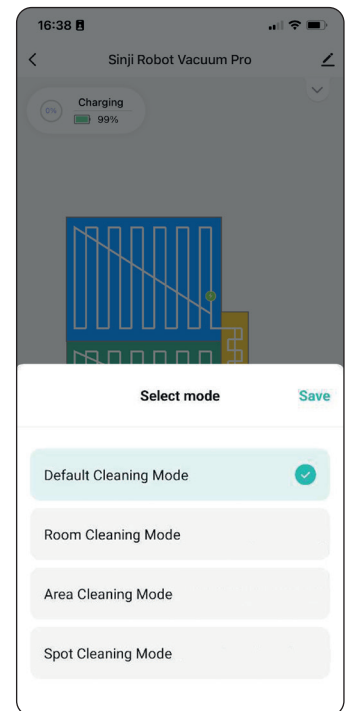 16:38
Sinji Robot Vacuum Pro
0%
Charging
99%
Select mode
Save
Default Cleaning Mode
Room Cleaning Mode
Area Cleaning Mode
Spot Cleaning Mode